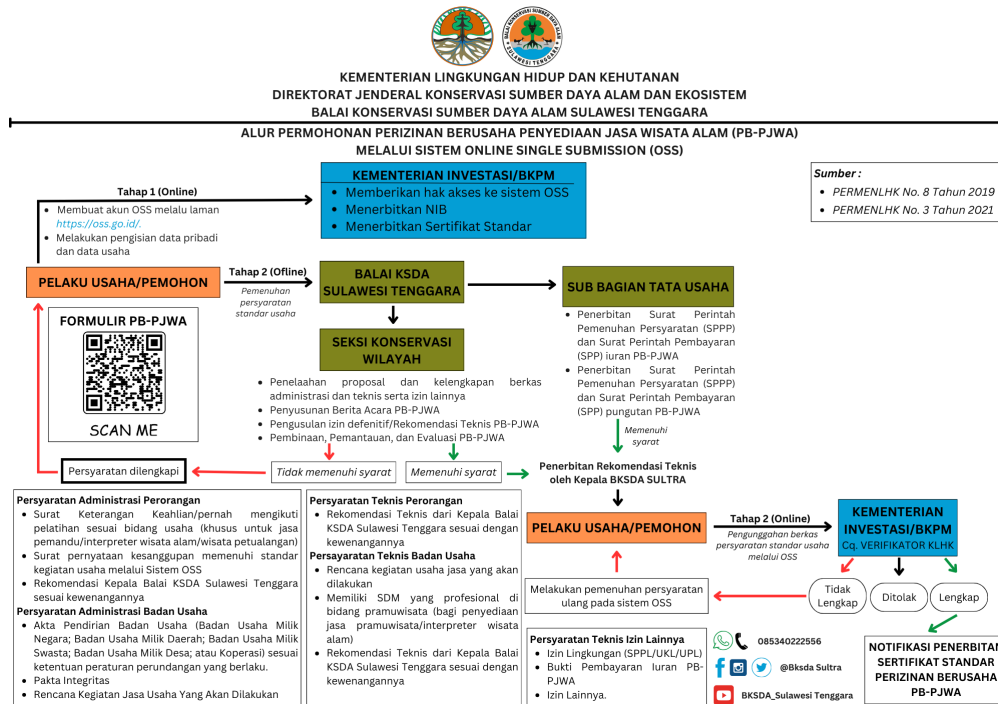 BALAI KONSERVASI SUMBER DAYA ALAM
SULAWESI TENGGARA
KEMENTERIAN LINGKUNGAN HIDUP DAN KEHUTANAN
DIREKTORAT JENDERAL KONSERVASI SUMBER DAYA ALAM DAN EKOSISTEM
BALAI KONSERVASI SUMBER DAYA ALAM SULAWESI TENGGARA
ALUR PERMOHONAN PERIZINAN BERUSAHA PENYEDIAAN JASA WISATA ALAM (PB-PJWA)
MELALUI SISTEM ONLINE SINGLE SUBMISSION (OSS)
Sumber :
• PERMENLHK No. 8 Tahun 2019
• PERMENLHK No. 3 Tahun 2021
KEMENTERIAN INVESTASI/BKPM
• Memberikan hak akses ke sistem OSS
• Menerbitkan NIB
• Menerbitkan Sertifikat Standar
Tahap 1 (Online)
• Membuat akun OSS melalu laman
https://oss.go.id/.
• Melakukan pengisian data pribadi
dan data usaha
PELAKU USAHA/PEMOHON
Tahap 2 (Ofline)
Pemenuhan
persyaratan
standar usaha
BALAI KSDA
SULAWESI TENGGARA
SUB BAGIAN TATA USAHA
• Penerbitan Surat Perintah
Pemenuhan Persyaratan (SPPP)
dan Surat Perintah Pembayaran
(SPP) iuran PB-PJWA
• Penerbitan Surat Perintah
Pemenuhan Persyaratan (SPPP)
dan Surat Perintah Pembayaran
(SPP) pungutan PB-PJWA
FORMULIR PB-PJWA
SCAN ME
SEKSI KONSERVASI
WILAYAH
• Penelaahan proposal dan kelengkapan berkas
administrasi dan teknis serta izin lainnya
• Penyusunan Berita Acara PB-PJWA
• Pengusulan izin defenitif/Rekomendasi Teknis PB-PJWA
• Pembinaan, Pemantauan, dan Evaluasi PB-PJWA
Memenuhi
syarat
Persyaratan dilengkapi
Tidak memenuhi syarat
Memenuhi syarat
Penerbitan Rekomendasi Teknis
oleh Kepala BKSDA SULTRA
Persyaratan Administrasi Perorangan
• Surat Keterangan Keahlian/pernah mengikuti
pelatihan sesuai bidang usaha (khusus untuk jasa
pemandu/interpreter wisata alam/wisata petualangan)
• Surat pernyataan kesanggupan memenuhi standar
kegiatan usaha melalui Sistem OSS
• Rekomendasi Kepala Balai KSDA Sulawesi Tenggara
sesuai kewenangannya
Persyaratan Administrasi Badan Usaha
• Akta Pendirian Badan Usaha (Badan Usaha Milik
Negara; Badan Usaha Milik Daerah; Badan Usaha Milik
Swasta; Badan Usaha Milik Desa; atau Koperasi) sesuai
ketentuan peraturan perundangan yang berlaku.
• Pakta Integritas
• Rencana Kegiatan Jasa Usaha Yang Akan Dilakukan
Persyaratan Teknis Perorangan
• Rekomendasi Teknis dari Kepala Balai
KSDA Sulawesi Tenggara sesuai dengan
kewenangannya
Persayaratan Teknis Badan Usaha
• Rencana kegiatan usaha jasa yang akan
dilakukan
• Memiliki SDM yang profesional di
bidang pramuwisata (bagi penyediaan
jasa pramuwisata/interpreter wisata
alam)
• Rekomendasi Teknis dari Kepala Balai
KSDA Sulawesi Tenggara sesuai dengan
kewenangannya
PELAKU USAHA/PEMOHON
Tahap 2 (Online)
Pengunggahan berkas
persyaratan standar usaha
melalui OSS
KEMENTERIAN
INVESTASI/BKPM
Cq. VERIFIKATOR KLHK
Melakukan pemenuhan persyaratan
ulang pada sistem OSS
Tidak
Lengkap
Ditolak
Lengkap
Persyaratan Teknis Izin Lainnya
• Izin Lingkungan (SPPL/UKL/UPL)
• Bukti Pembayaran Iuran PB-
PJWA
• Izin Lainnya.
085340222556
@Bksda Sultra
BKSDA_Sulawesi Tenggara
NOTIFIKASI PENERBITAN
SERTIFIKAT STANDAR
PERIZINAN BERUSAHA
PB-PJWA